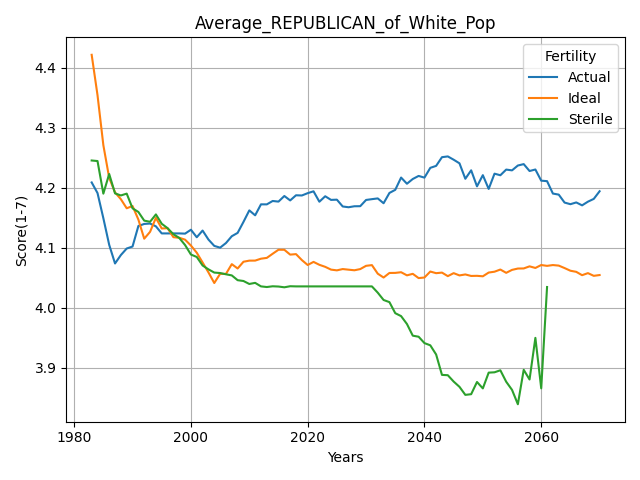 Average_REPUBLICAN_of_White_Pop
Fertility
Actual
Ideal
Sterile
Score(1-7)
4.4
4.3
4.2
4.1
4.0
3.9
1980
2000
2020
2040
2060
Years